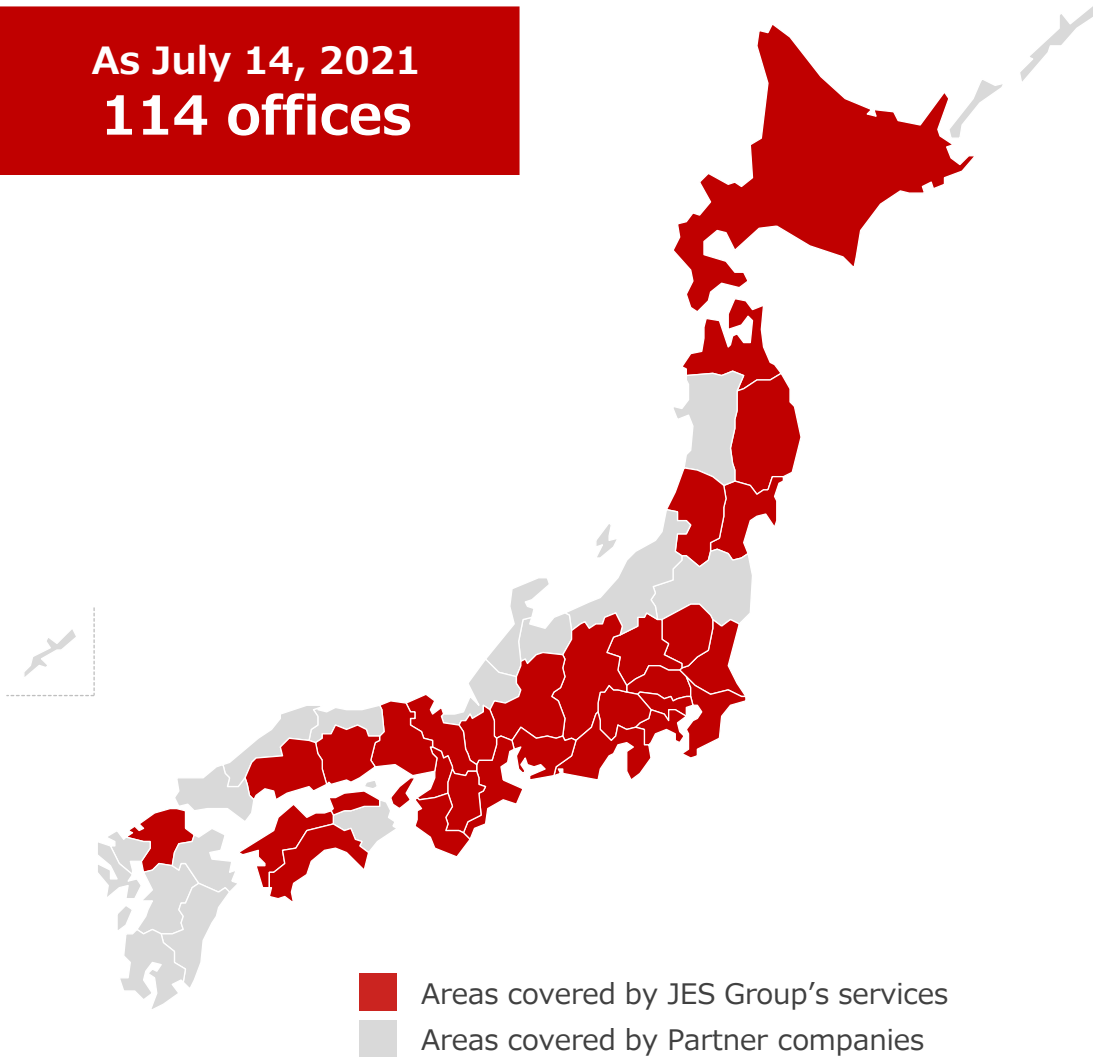 As July 14, 2021
114 offices
Areas covered by JES Group’s services
Areas covered by Partner companies